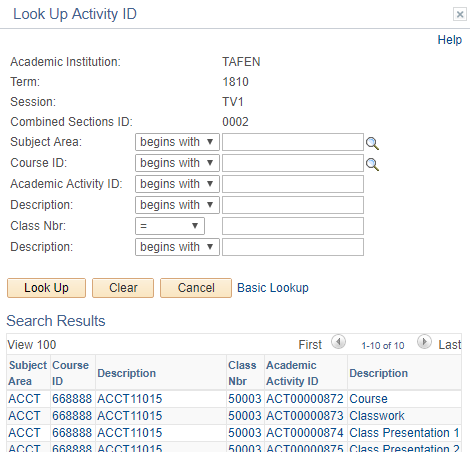 Look Up Activity ID
Help
Academic Institution: TAFEN
Term: 1810
Session: TV1
Combined Sections ID: 0002
Subject Area: begins with
Course ID: begins with
Academic Activity ID: begins with
Description: begins with
Class Nbr: =
Description: begins with
Look Up Clear Cancel Basic Lookup
Search Results
View 100 First 1-10 of 10 Last
Subject Area Course ID Description Class Nbr Academic Activity ID Description
ACCT 668888 ACCT11015 50003 ACT00000872 Course
ACCT 668888 ACCT11015 50003 ACT00000873 Classwork
ACCT 668888 ACCT11015 50003 ACT00000874 Class Presentation 1
ACCT 668888 ACCT11015 50003 ACT00000875 Class Presentation 2